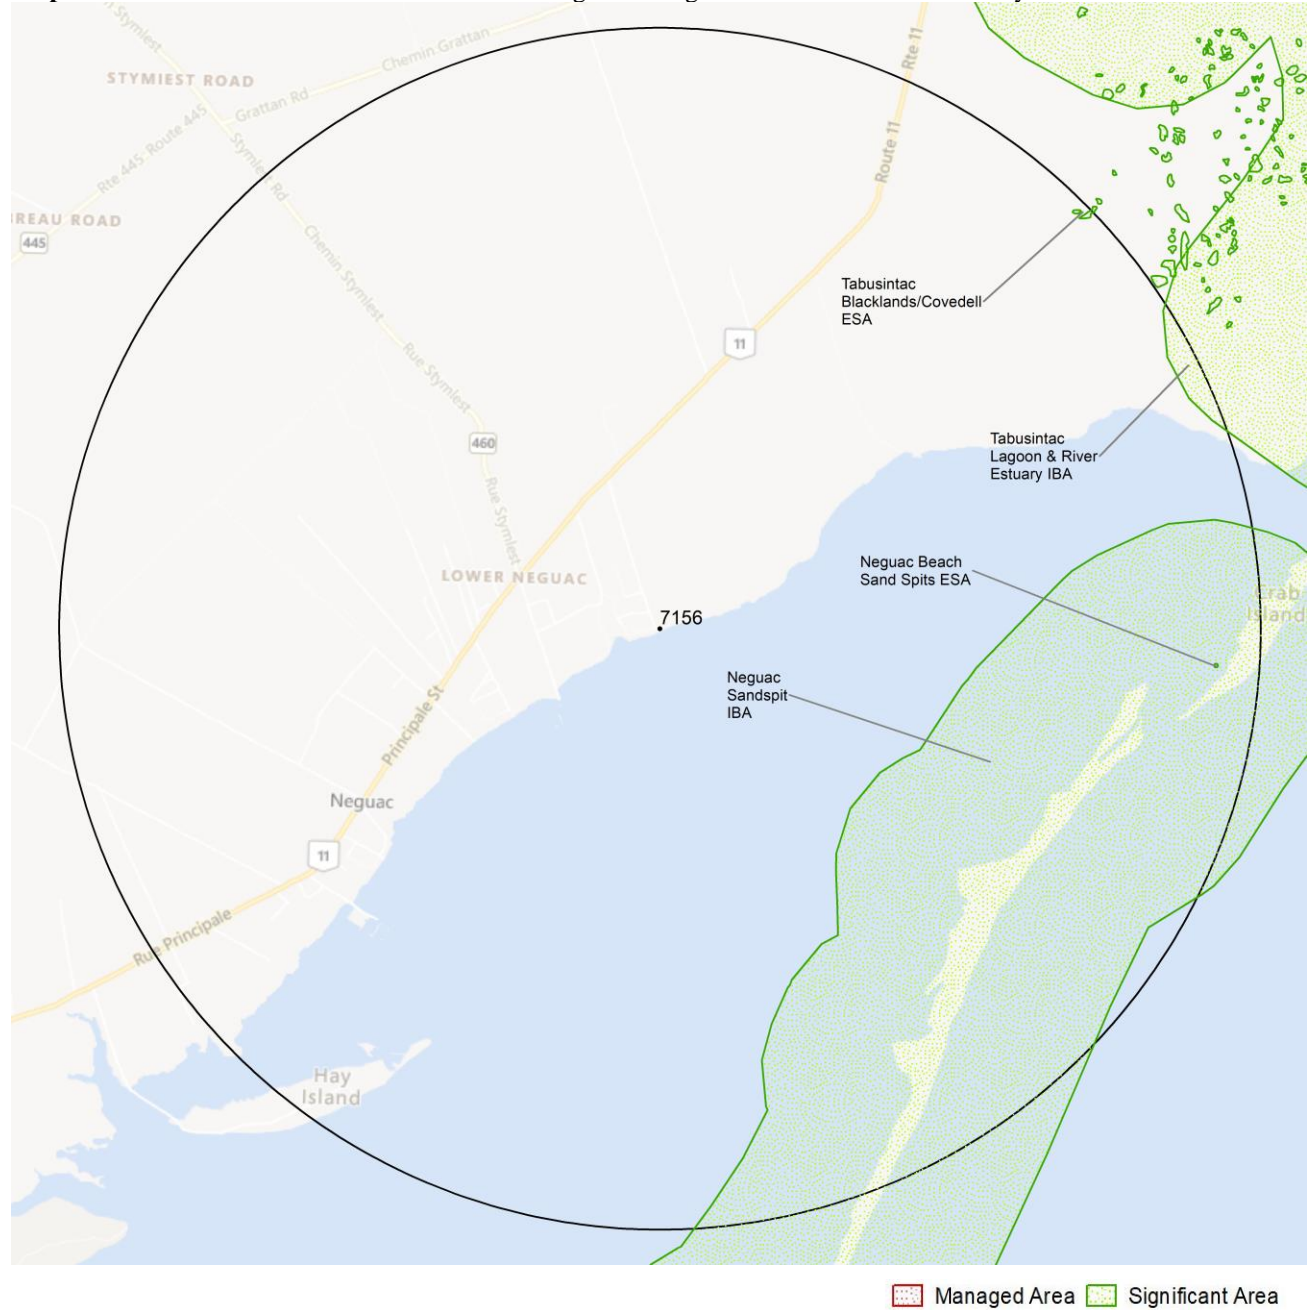 Stymiest
STYMIEST ROAD
Chemin Grattan
Grattan Rd
Rte 445 Route 445
Stymiest Rd
Rte 11
Route 11
REAU ROAD
445
Chemin Stymiest
Tabusintac
Blacklands/Covedell
ESA
11
Rue Stymiest
460
Tabusintac
Lagoon & River
Estuary IBA
Rue Stymiest
LOWER NEGUAC
Neguac Beach
Sand Spits ESA
Crab
Island
7156
Neguac
Sandspit
IBA
Principale St
Neguac
11
Rue Principale
Hay
Island
Managed Area
Significant Area